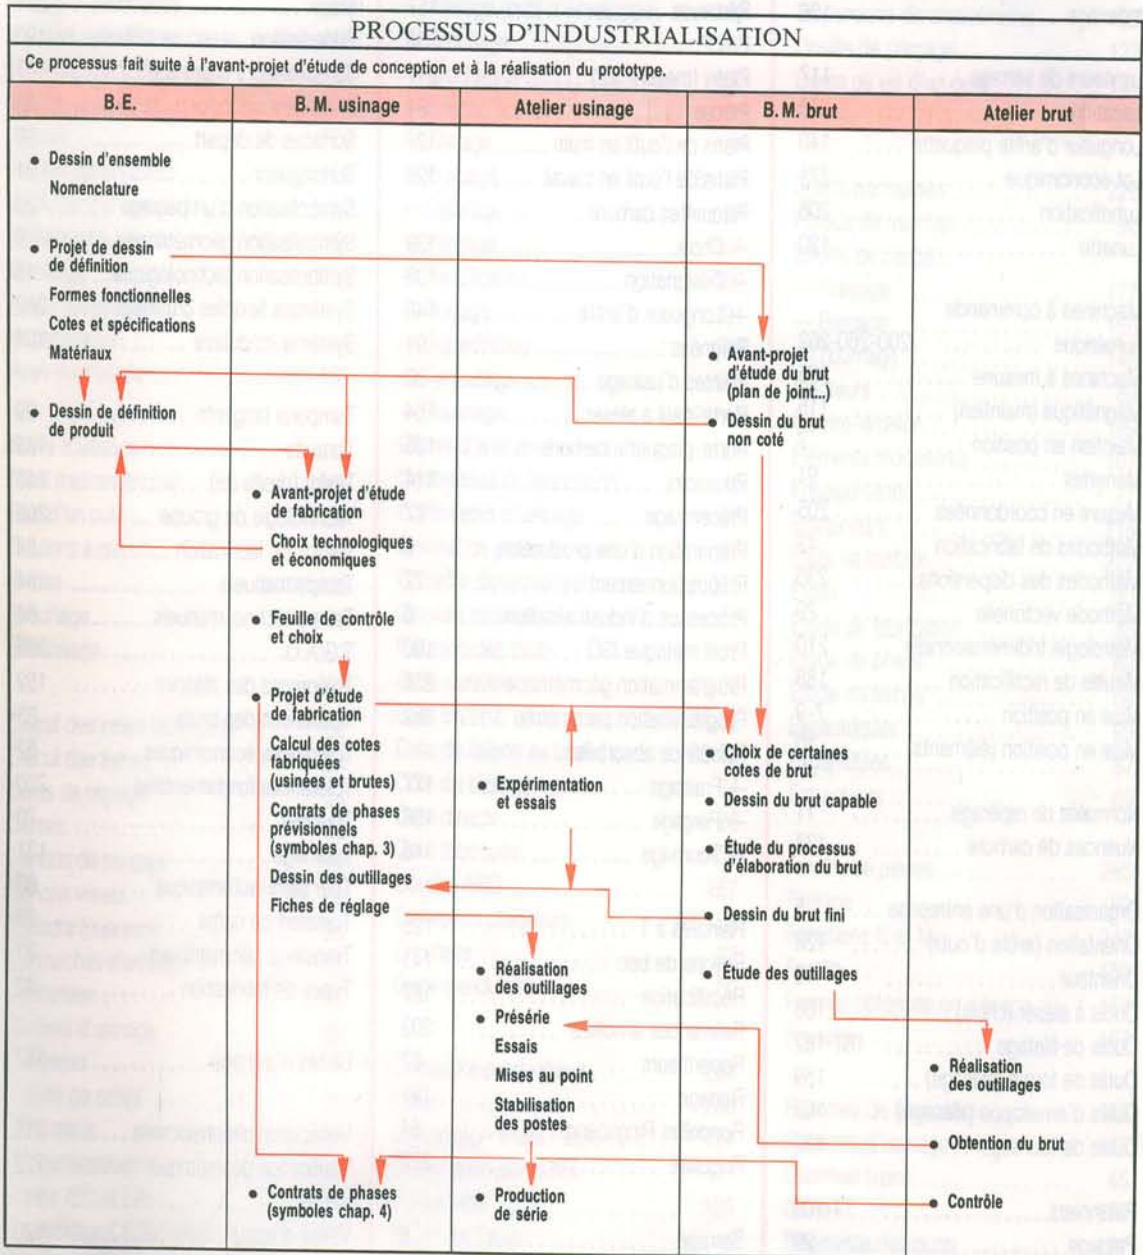 PROCESSUS D'INDUSTRIALISATION
Ce processus fait suite à l'avant-projet d'étude de conception et à la réalisation du prototype.
B.E.
B.M. usinage
Atelier usinage
B.M. brut
Atelier brut
• Dessin d'ensemble
Nomenclature
• Projet de dessin
de définition
Formes fonctionnelles
Cotes et spécifications
Matériaux
• Dessin de définition
de produit
• Avant-projet d'étude
de fabrication
Choix technologiques
et économiques
• Feuille de contrôle
et choix
• Projet d'étude
de fabrication
Calcul des cotes
fabriquées
(usinées et brutes)
Contrats de phases
prévisionnels
(symboles chap. 3)
Dessin des outillages
Fiches de réglage
• Contrats de phases
(symboles chap. 4)
• Expérimentation
et essais
• Réalisation
des outillages
• Présérie
Essais
Mises au point
Stabilisation
des postes
• Production
de série
• Avant-projet
d'étude du brut
(plan de joint..)
• Dessin du brut
non coté
• Choix de certaines
cotes de brut
• Dessin du brut capable
• Étude du processus
d'élaboration du brut
• Dessin du brut fini
• Étude des outillages
• Réalisation
des outillages
• Obtention du brut
• Contrôle